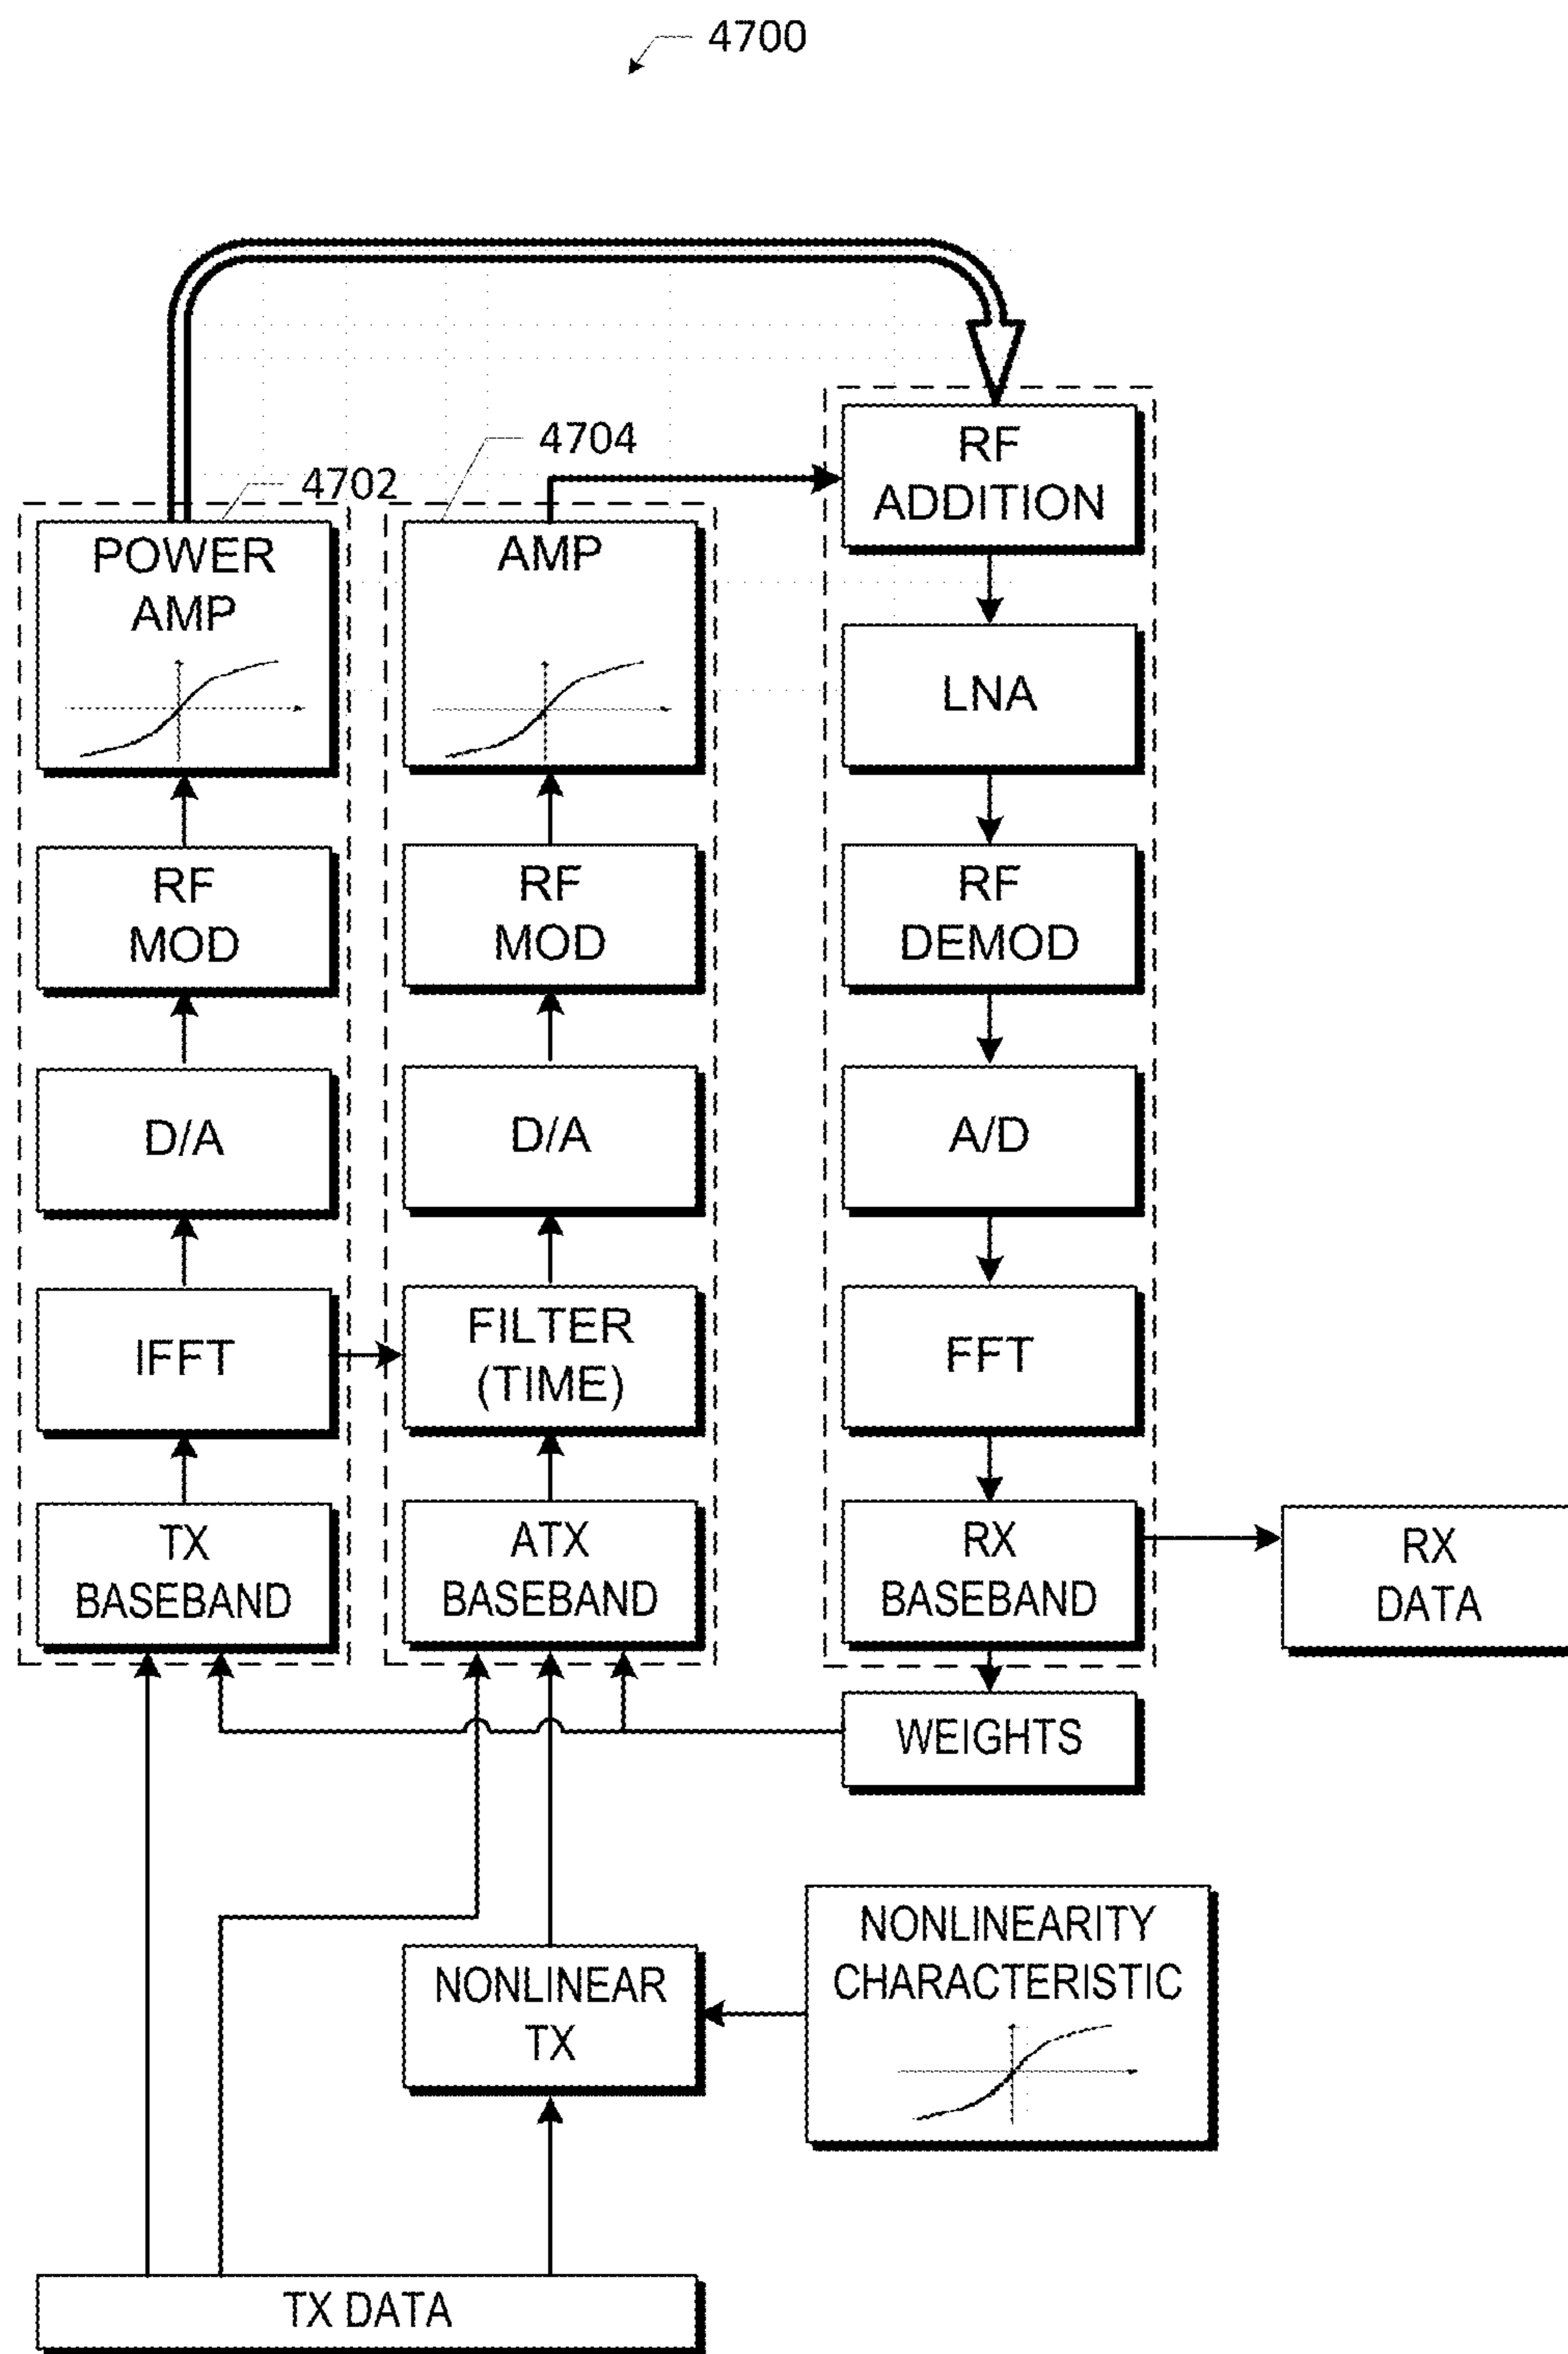 4700
4704
4702
POWER
AMP
AMP
RF
ADDITION
LNA
RF
MOD
RF
MOD
RF
DEMOD
D/A
D/A
A/D
IFFT
FILTER
(TIME)
FFT
TX
BASEBAND
ATX
BASEBAND
RX
BASEBAND
RX
DATA
WEIGHTS
NONLINEAR
TX
NONLINEARITY
CHARACTERISTIC
TX DATA